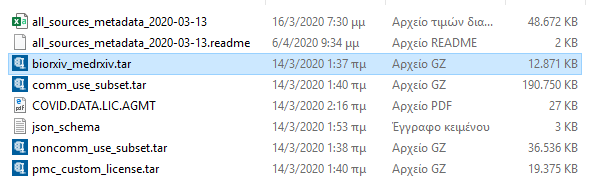 all_sources_metadata_2020-03-13 16/3/2020 7:30 μμ Αρχείο τιμών δια... 48.672 KB
all_sources_metadata_2020-03-13.readme 6/4/2020 9:34 μμ Αρχείο README 2 KB
biorxiv_medrxiv.tar 14/3/2020 1:37 πμ Αρχείο GZ 12.871 KB
comm_use_subset.tar 14/3/2020 1:40 πμ Αρχείο GZ 190.750 KB
COVID.DATA.LIC.AGMT 14/3/2020 2:16 πμ Αρχείο PDF 27 KB
json_schema 14/3/2020 1:53 πμ Έγγραφο κειμένου 3 KB
noncomm_use_subset.tar 14/3/2020 1:40 πμ Αρχείο GZ 36.536 KB
pmc_custom_license.tar 14/3/2020 1:40 πμ Αρχείο GZ 19.375 KB